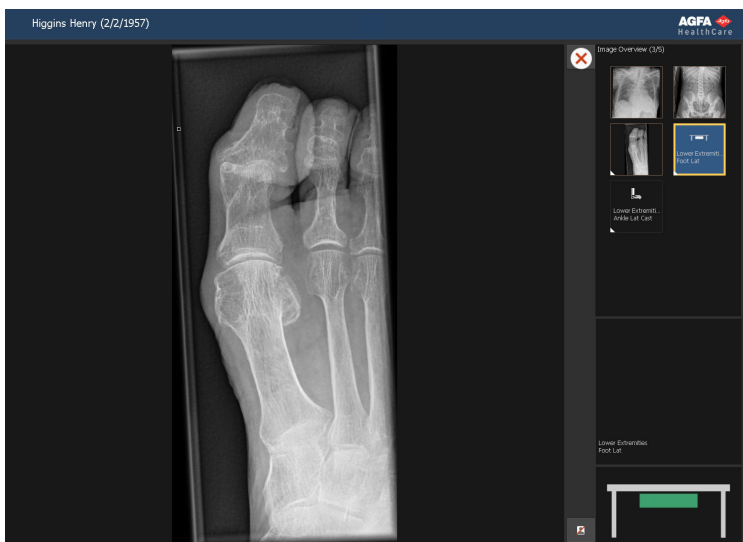 Higgins Henry (2/2/1957)
AGFA
HealthCare
Image Overview (3/5)
Lower Extremiti...
Foot Lat
Lower Extremiti...
Ankle Lat Cast
Lower Extremities
Foot Lat